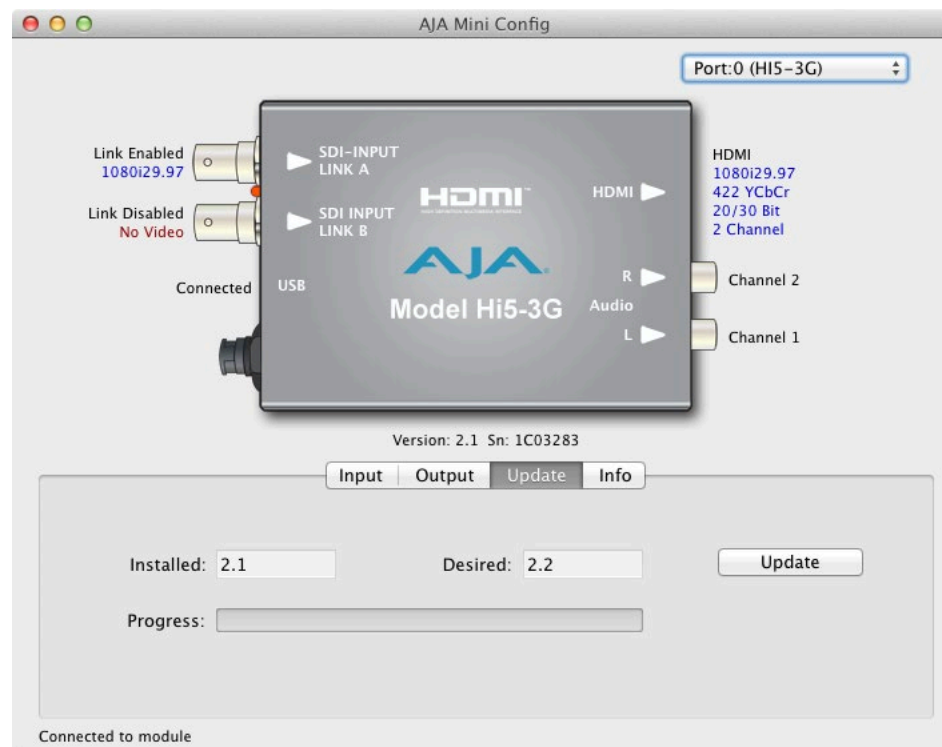 AJA Mini Config
Port:0 (HI5-3G)
Link Enabled
1080i29.97
SDI-INPUT
LINK A
HDMI
HDMI
HDMI
1080i29.97
422 YCbCr
20/30 Bit
2 Channel
Link Disabled
No Video
SDI INPUT
LINK B
AJA
Connected
USB
R
Channel 2
Model Hi5-3G
Audio
L
Channel 1
Version: 2.1 Sn: 1C03283
Input Output Update Info
Installed: 2.1 Desired: 2.2 Update
Progress:
Connected to module